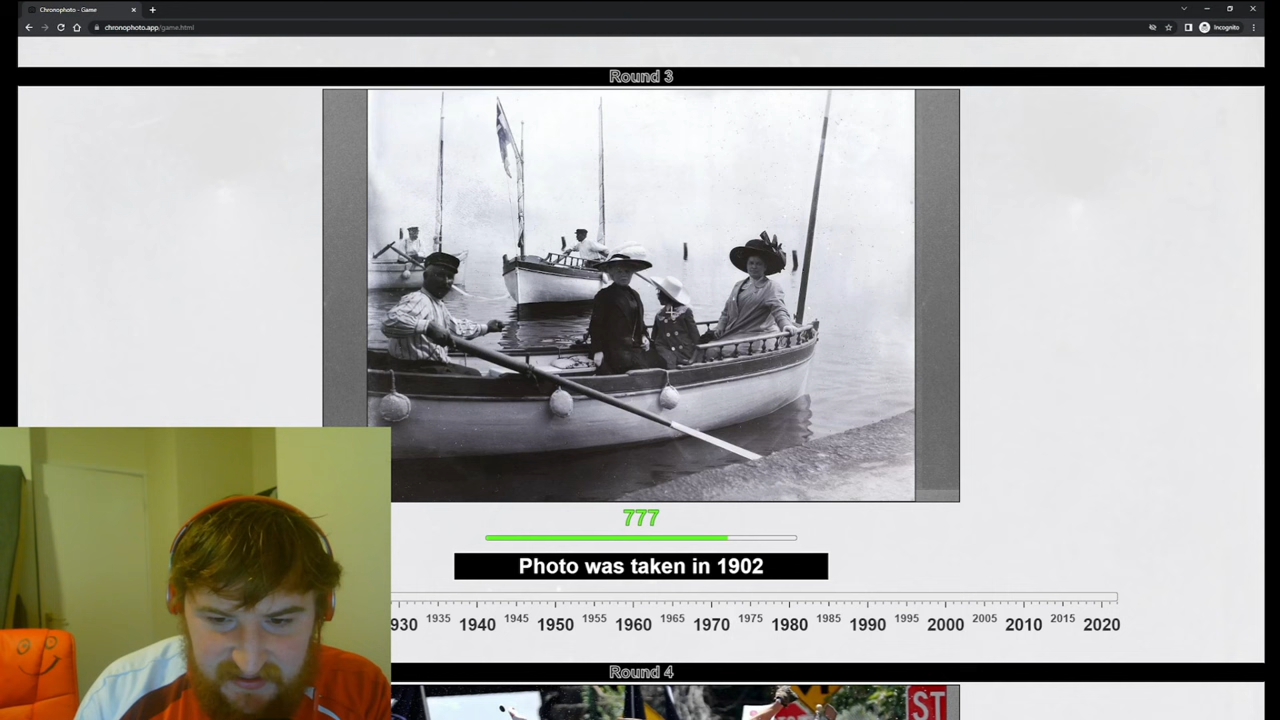 Chronophoto - Game
chronophoto.app/game.html
Incognito
Round 3
777
Photo was taken in 1902
930 1935 1940 1945 1950 1955 1960 1965 1970 1975 1980 1985 1990 1995 2000 2005 2010 2015 2020
Round 4
ST